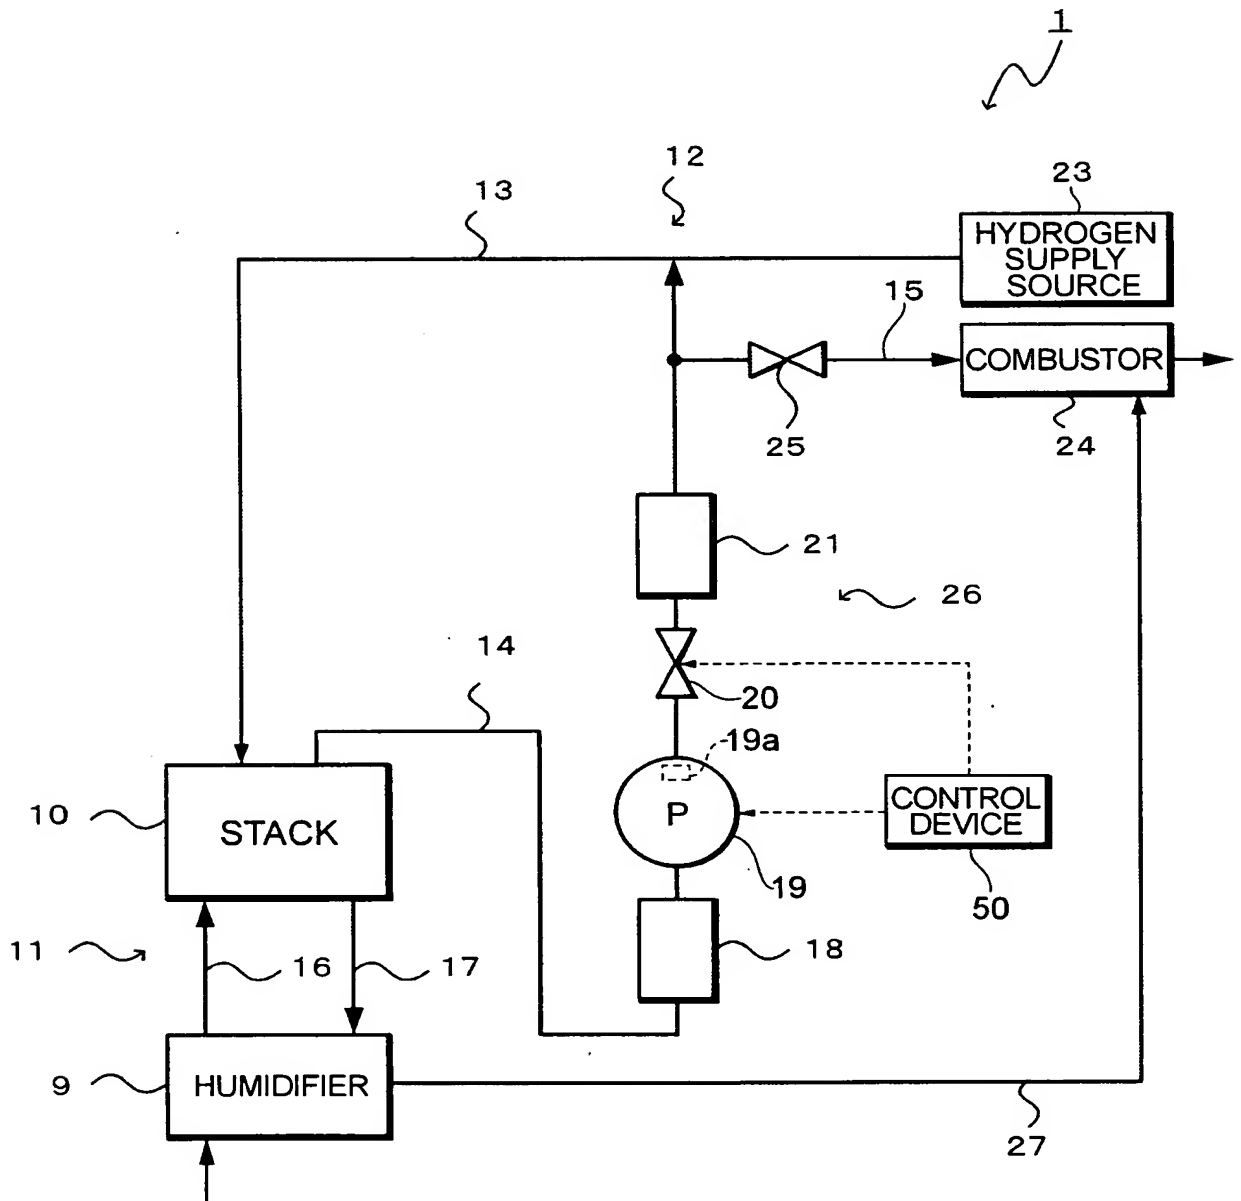 1
12
13
23
HYDROGEN
SUPPLY
SOURCE
15
COMBUSTOR
25
24
21
26
14
20
19a
10
STACK
P
CONTROL
DEVICE
19
50
11
16
17
18
9
HUMIDIFIER
27